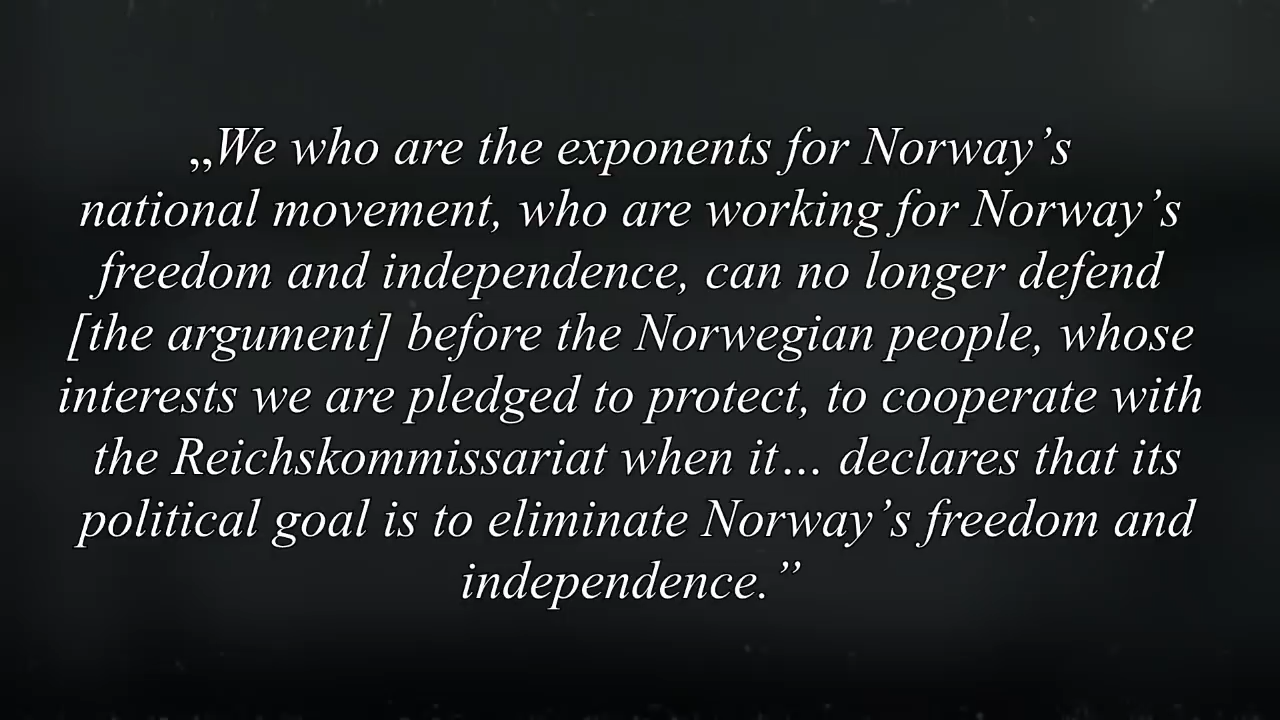 „We who are the exponents for Norway’s
national movement, who are working for Norway’s
freedom and independence, can no longer defend
[the argument] before the Norwegian people, whose
interests we are pledged to protect, to cooperate with
the Reichskommissariat when it… declares that its
political goal is to eliminate Norway’s freedom and
independence.”